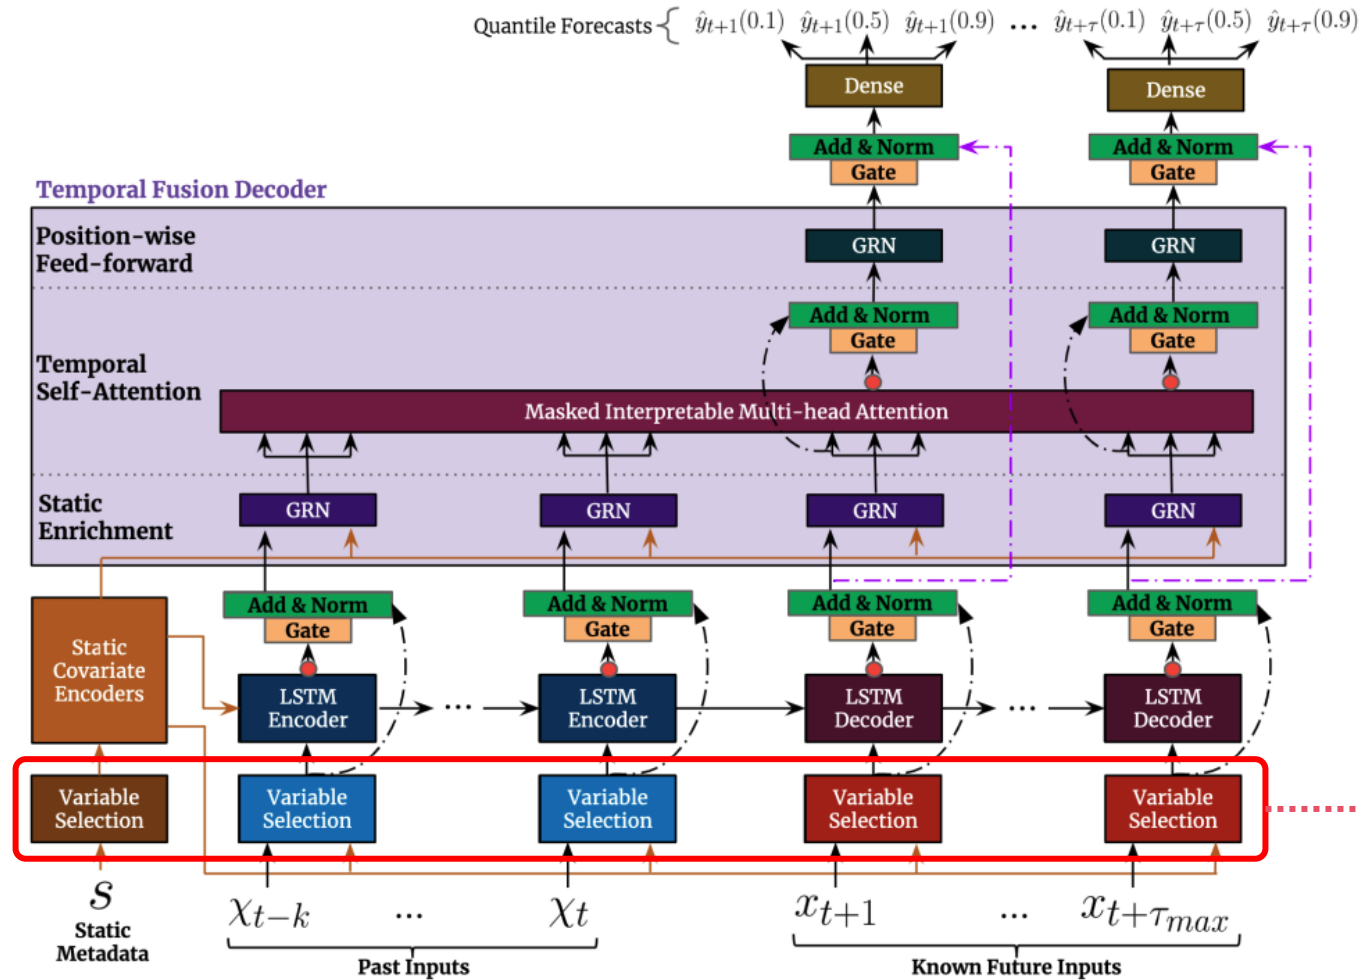 Quantile Forecasts { ŷt+1(0.1) ŷt+1(0.5) ŷt+1(0.9) ... ŷt+τ(0.1) ŷt+τ(0.5) ŷt+τ(0.9)
Dense Dense
Add & Norm Add & Norm
Gate Gate
Temporal Fusion Decoder
Position-wise
Feed-forward
GRN GRN
Add & Norm Add & Norm
Gate Gate
Temporal
Self-Attention
Masked Interpretable Multi-head Attention
Static
Enrichment
GRN GRN GRN GRN
Add & Norm Add & Norm Add & Norm Add & Norm
Gate Gate Gate Gate
Static
Covariate
Encoders
LSTM
Encoder
...
LSTM
Encoder
LSTM
Decoder
...
LSTM
Decoder
Variable
Selection
Variable
Selection
Variable
Selection
Variable
Selection
Variable
Selection
s
Static
Metadata
χt−k ... χt
Past Inputs
xt+1 ... xt+τmax
Known Future Inputs